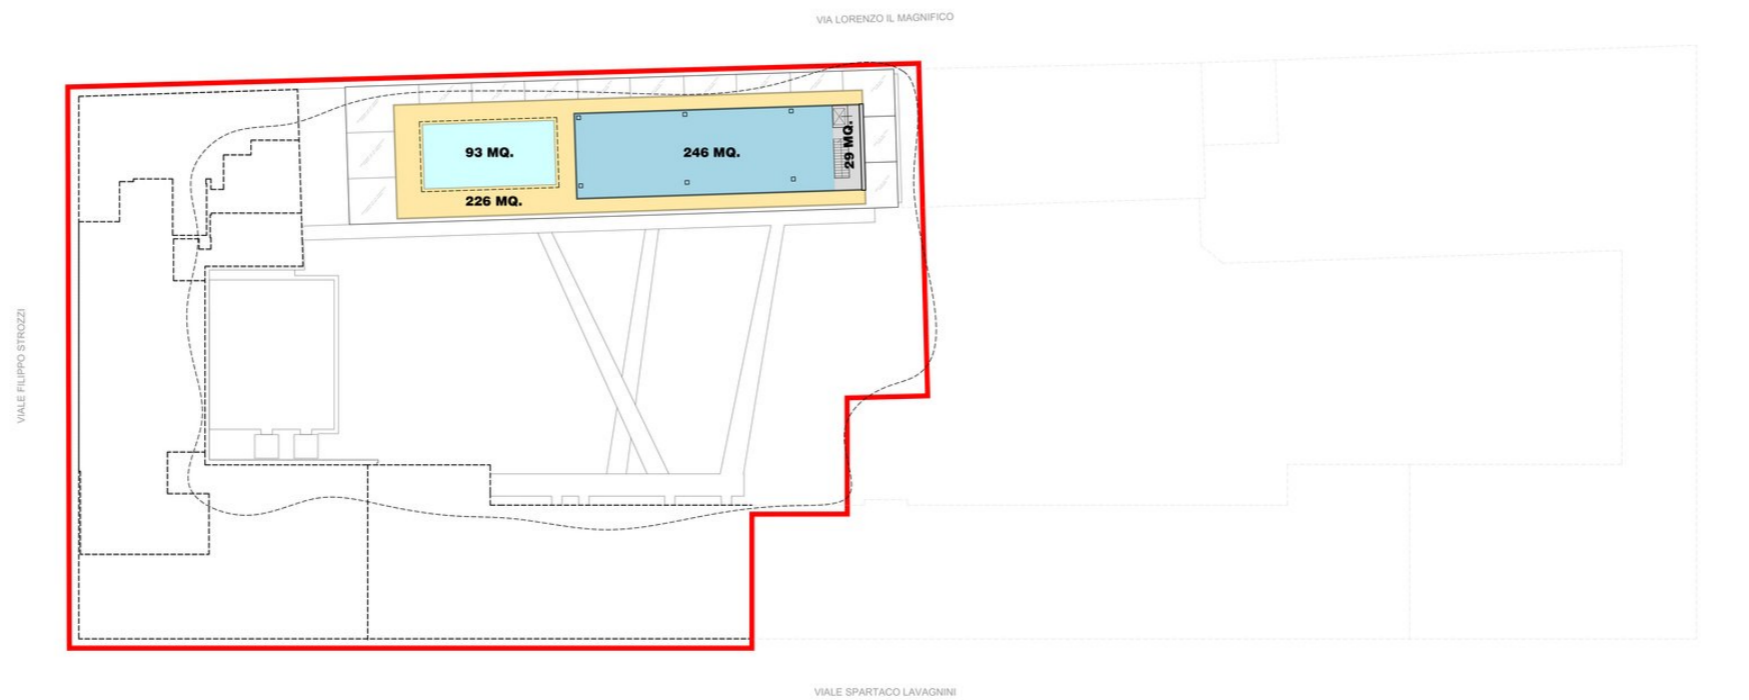 VIA LORENZO IL MAGNIFICO
93 MQ.
246 MQ.
29 MQ.
226 MQ.
VIALE FILIPPO STROZZI
VIALE SPARTACO LAVAGNINI